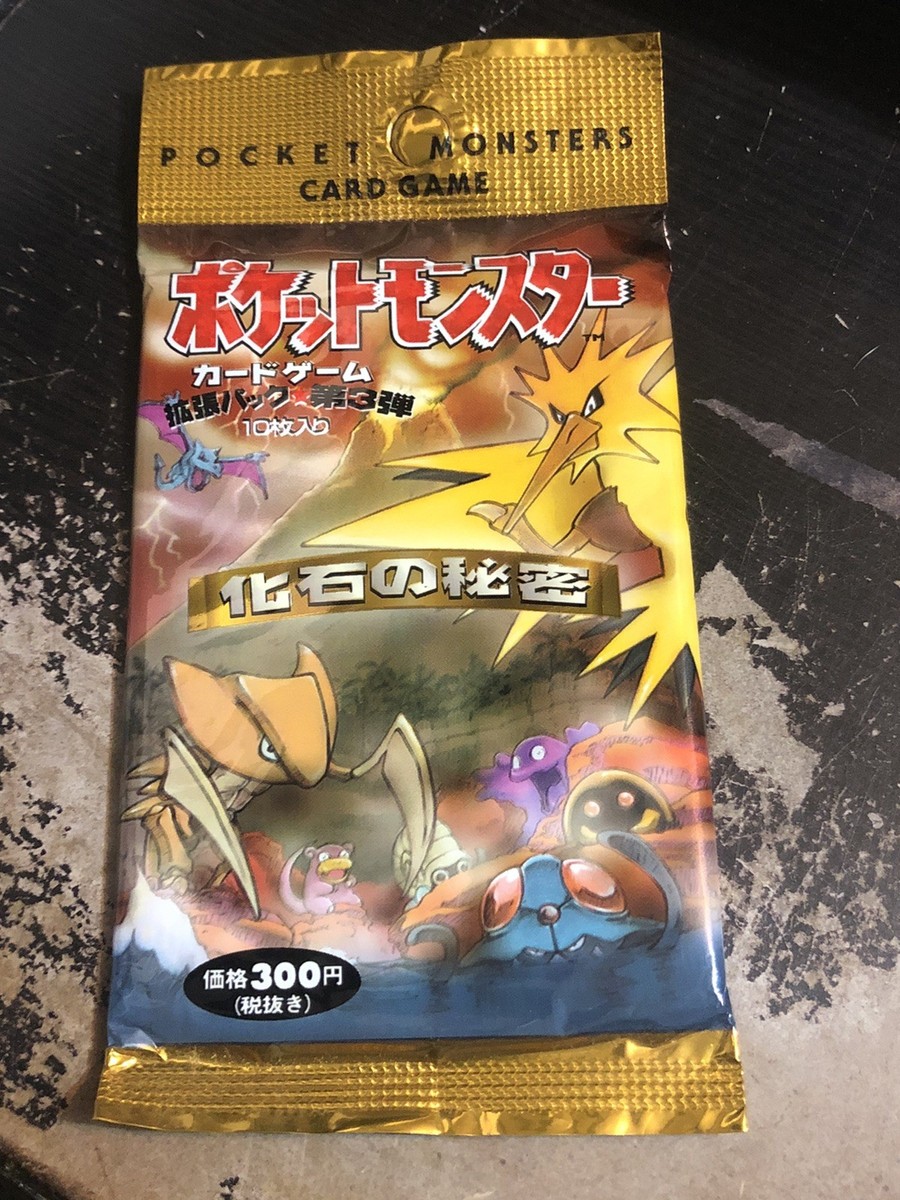 POCKET MONSTERS
CARD GAME
ポケットモンスター
TM
カードゲーム
拡張パック★第3弾
10枚入り
化石の秘密
価格300円
(税抜き)